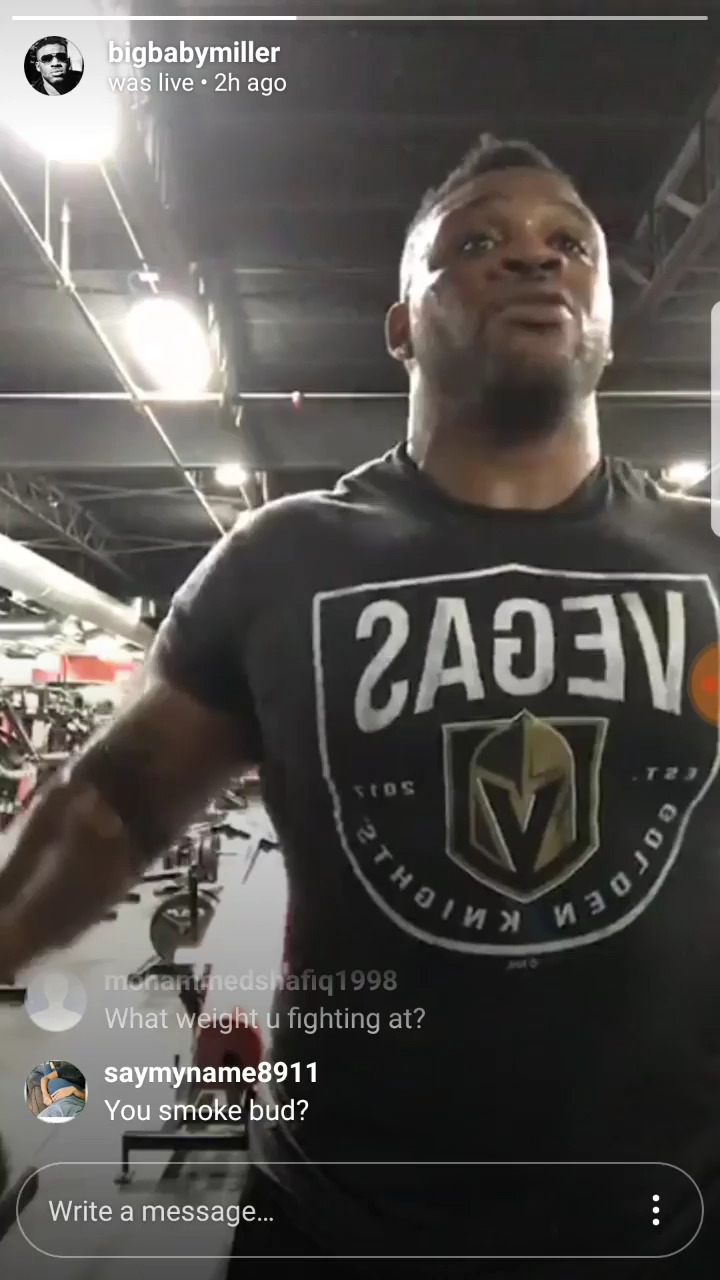 bigbabymiller
was live • 2h ago
VEGAS
EST. 2017
GOLDEN KNIGHTS
mohammedshafiq1998
What weight u fighting at?
saymyname8911
You smoke bud?
Write a message...